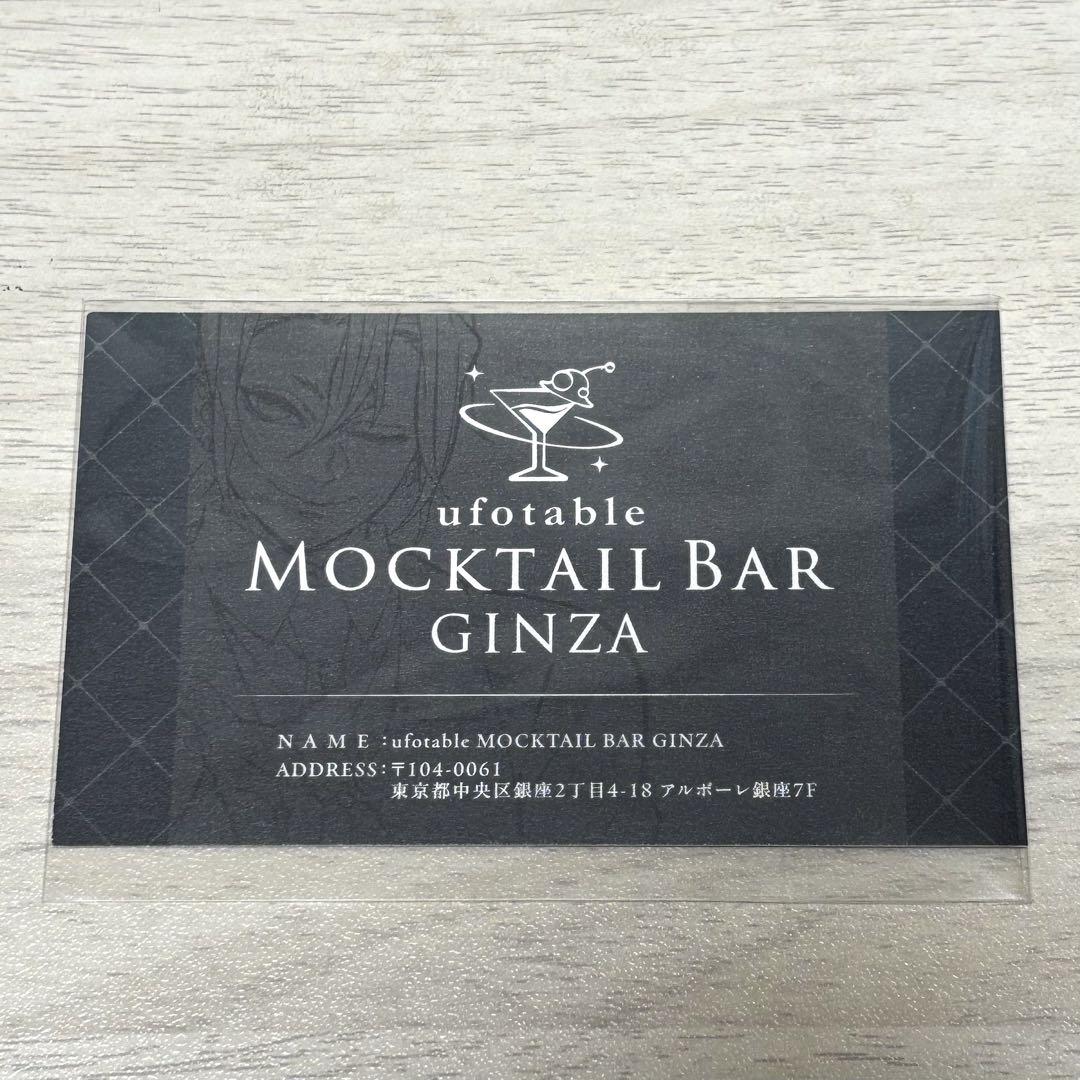 ufotable
MOCKTAIL BAR
GINZA
NAME:ufotable MOCKTAIL BAR GINZA
ADDRESS:〒104-0061
東京都中央区銀座2丁目4-18 アルボーレ銀座7F